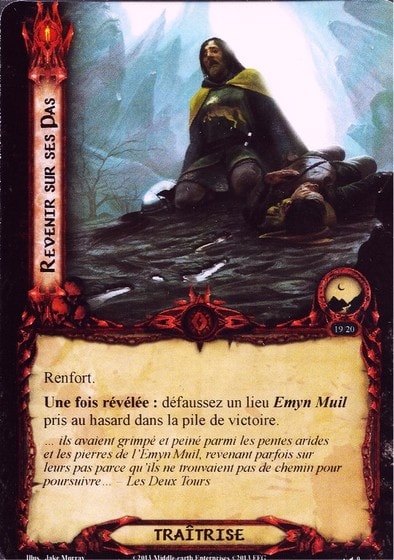 Revenir sur ses Pas
19/20
Renfort.
Une fois révélée : défaussez un lieu Emyn Muil
pris au hasard dans la pile de victoire.
... ils avaient grimpé et peiné parmi les pentes arides
et les pierres de l'Emyn Muil, revenant parfois sur
leurs pas parce qu'ils ne trouvaient pas de chemin pour
poursuivre... – Les Deux Tours
TRAÎTRISE
Illus. Jake Murray ©2013 Middle-earth Enterprises ©2013 FFG